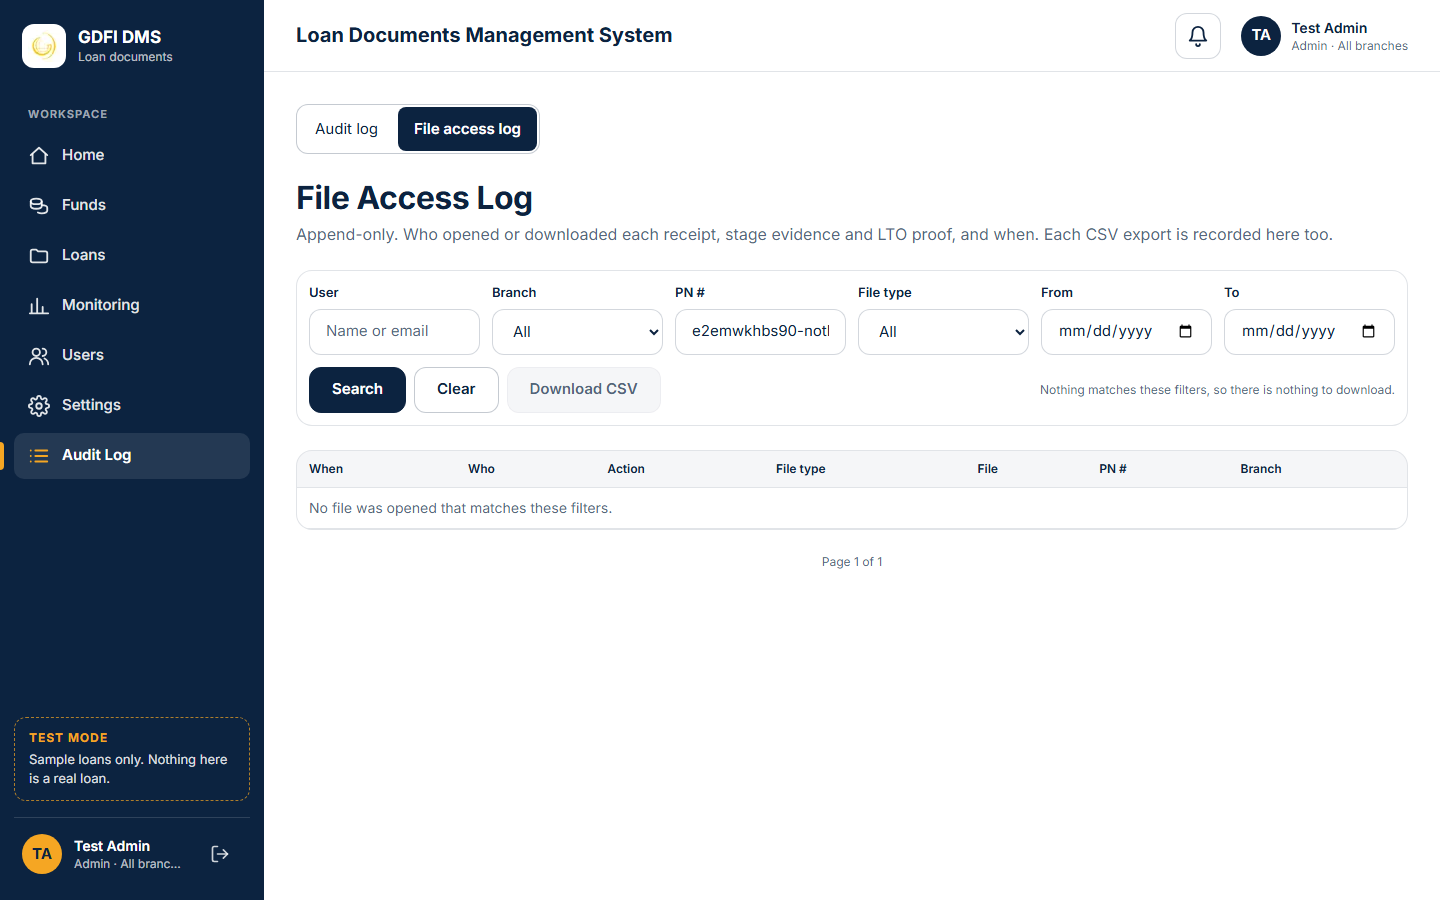 GDFI DMS
Loan documents
WORKSPACE
Home
Funds
Loans
Monitoring
Users
Settings
Audit Log
TEST MODE
Sample loans only. Nothing here
is a real loan.
TA
Test Admin
Admin · All branc...
Loan Documents Management System
TA
Test Admin
Admin · All branches
Audit log
File access log
File Access Log
Append-only. Who opened or downloaded each receipt, stage evidence and LTO proof, and when. Each CSV export is recorded here too.
User
Branch
PN #
File type
From
To
Name or email
All
e2emwkhbs90-notl
All
mm/dd/yyyy
mm/dd/yyyy
Search
Clear
Download CSV
Nothing matches these filters, so there is nothing to download.
When
Who
Action
File type
File
PN #
Branch
No file was opened that matches these filters.
Page 1 of 1